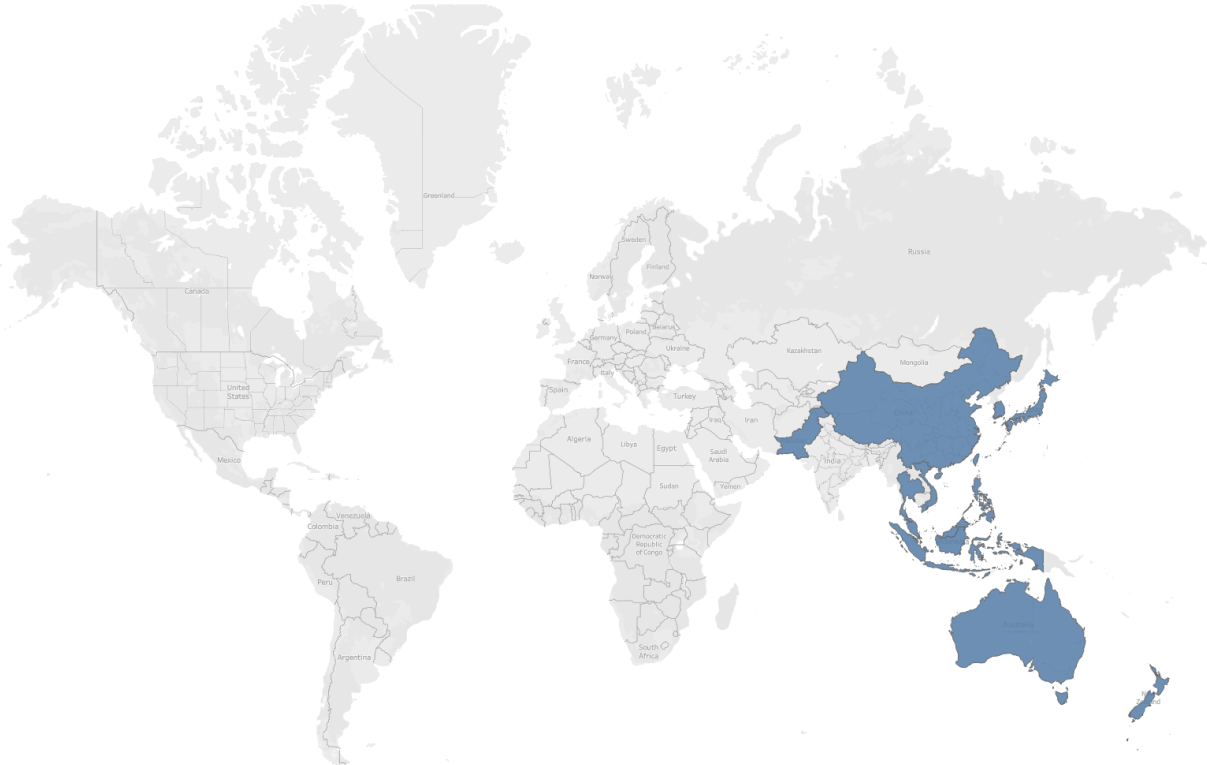 Greenland
Russia
Sweden
Finland
Norway
Canada
Belarus
Poland
Germany
Ukraine
Kazakhstan
Mongolia
France
Italy
United
States
Spain
Turkey
China
Iraq
Iran
Algeria
Libya
Egypt
Saudi
Arabia
Mexico
India
Sudan
Yemen
Venezuela
Colombia
Democratic
Republic
of Congo
Peru
Brazil
Australia
South
Africa
Argentina